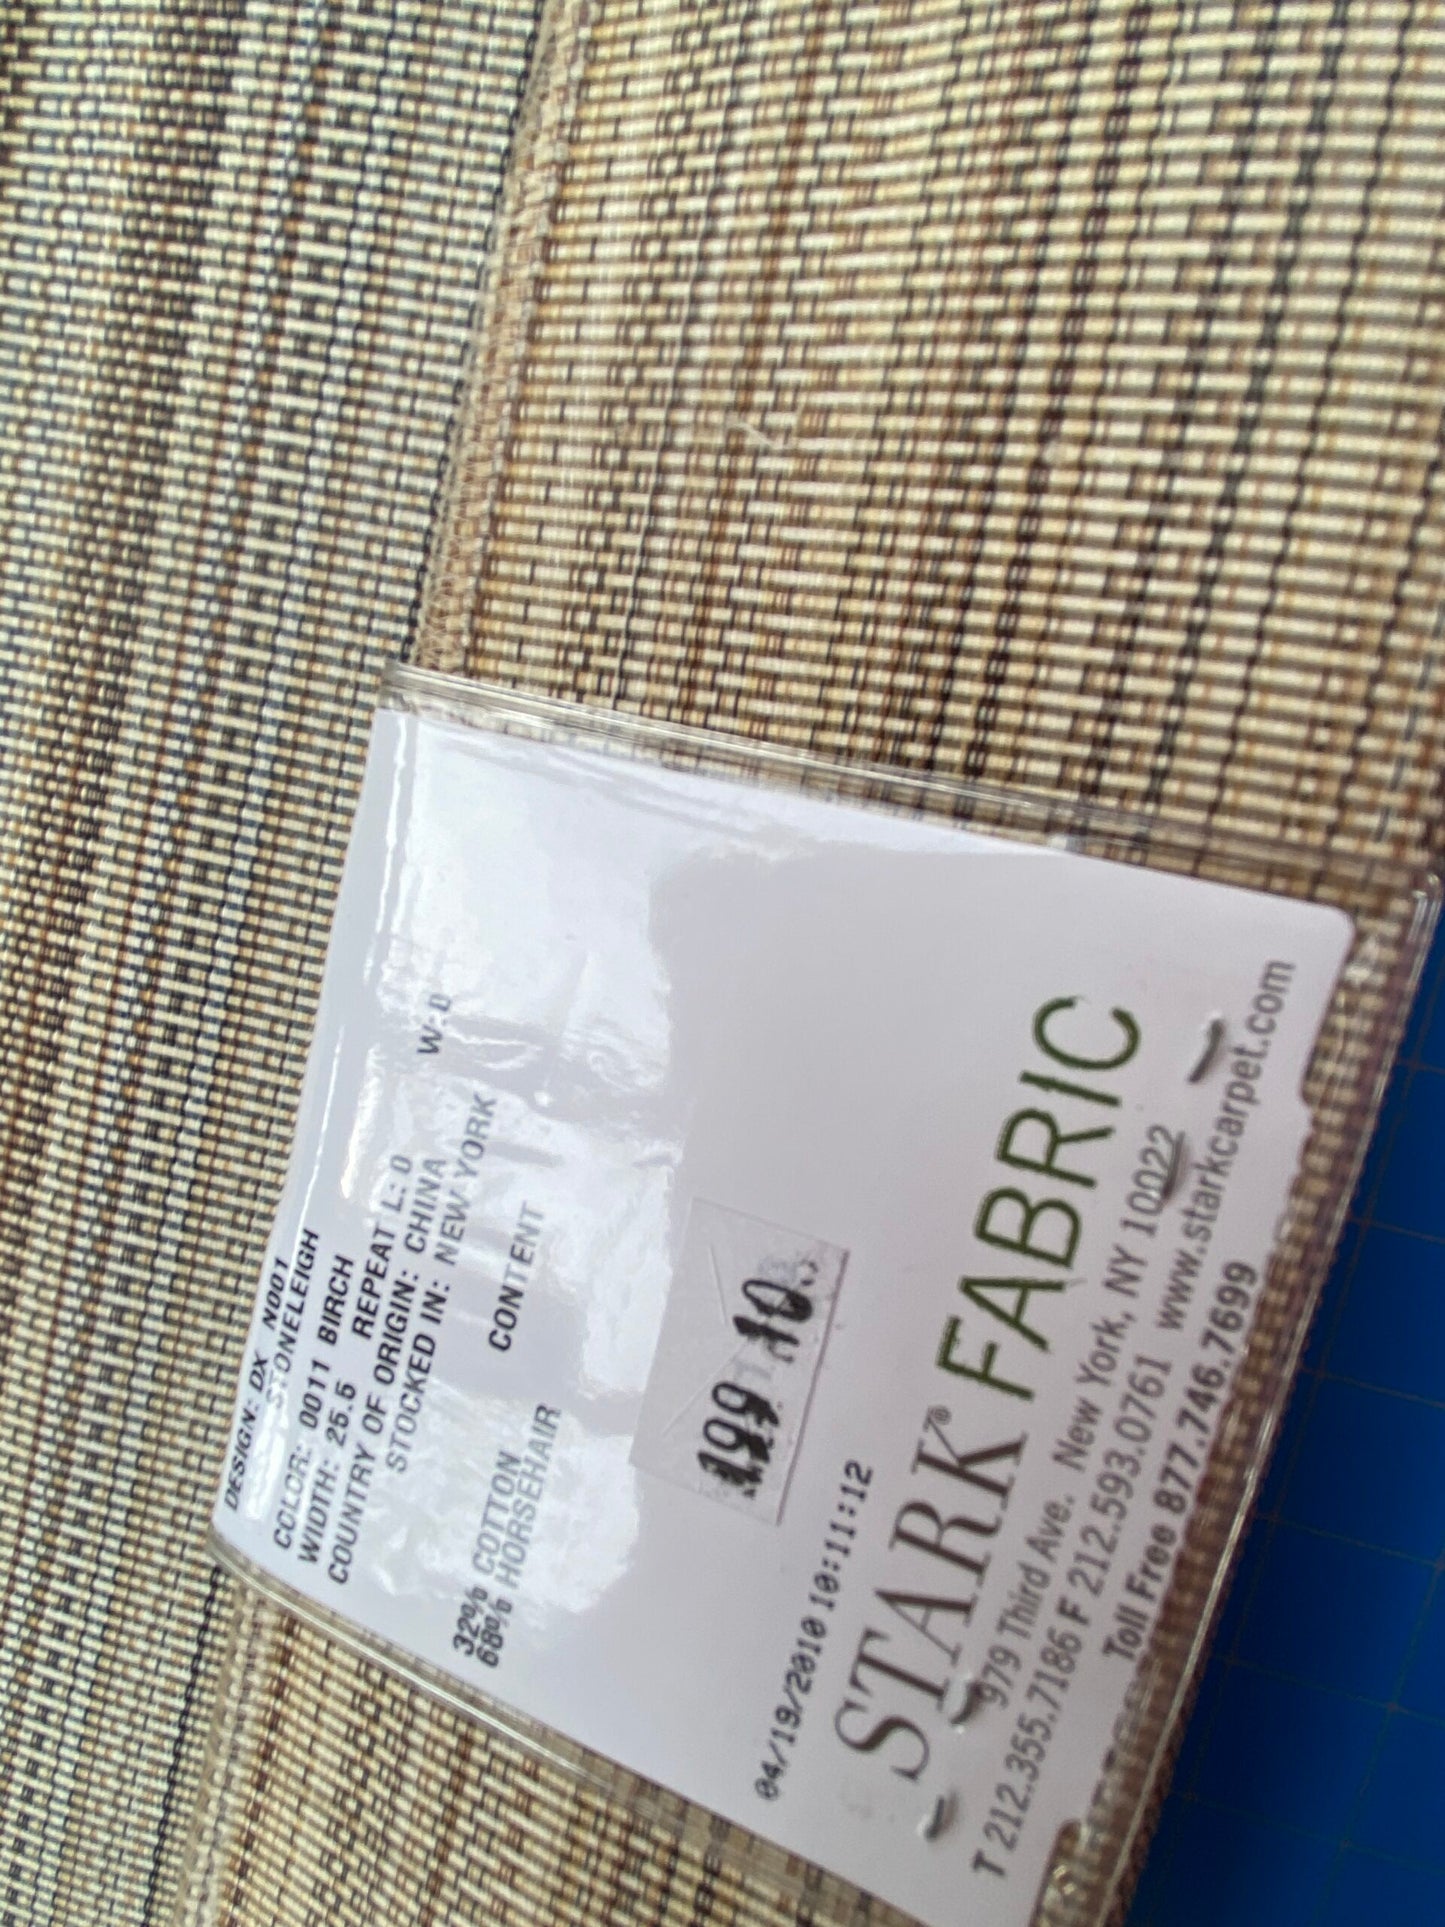 DESIGN: DX N001
STONELEIGH
COLOR: 0011 BIRCH
WIDTH: 25.5 REPEAT L: 0 W: 0
COUNTRY OF ORIGIN: CHINA
STOCKED IN: NEW YORK
CONTENT
32% COTTON
68% HORSEHAIR
04/19/2010 10:11:12
STARK® FABRIC
979 Third Ave. New York, NY 10022
T 212.355.7186 F 212.593.0761 www.starkcarpet.com
Toll Free 877.746.7699